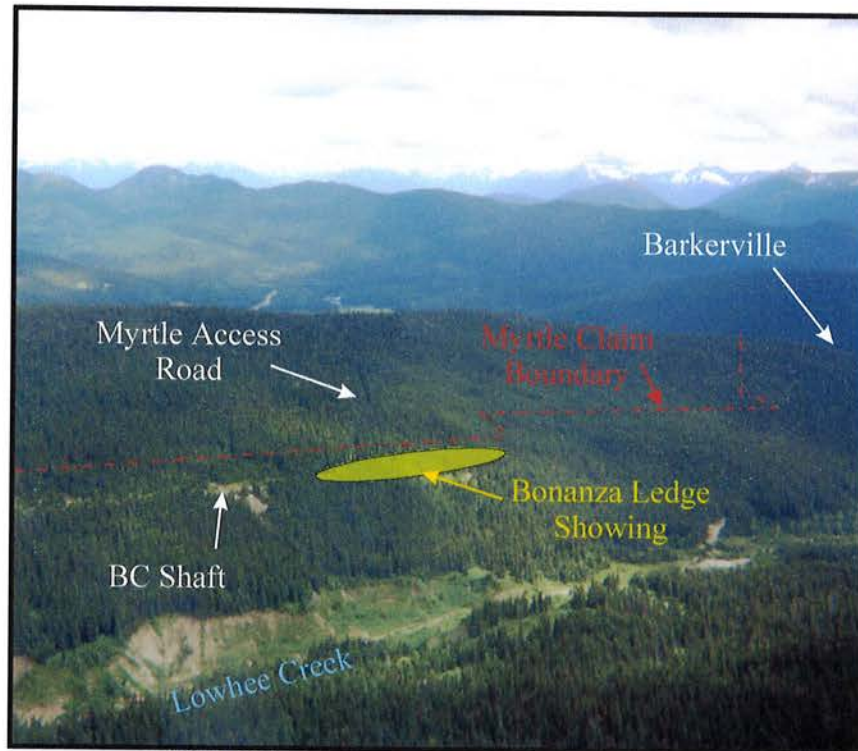 Barkerville
Myrtle Access
Road
Myrtle Claim
Boundary
Bonanza Ledge
Showing
BC Shaft
Lowhee Creek